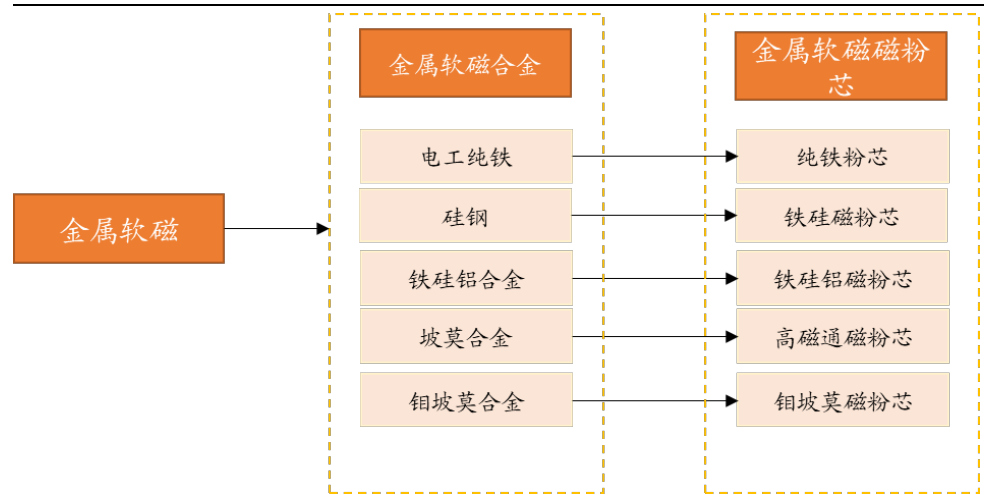 金属软磁合金
金属软磁磁粉
芯
电工纯铁
纯铁粉芯
硅钢
铁硅磁粉芯
金属软磁
铁硅铝合金
铁硅铝磁粉芯
坡莫合金
高磁通磁粉芯
钼坡莫合金
钼坡莫磁粉芯